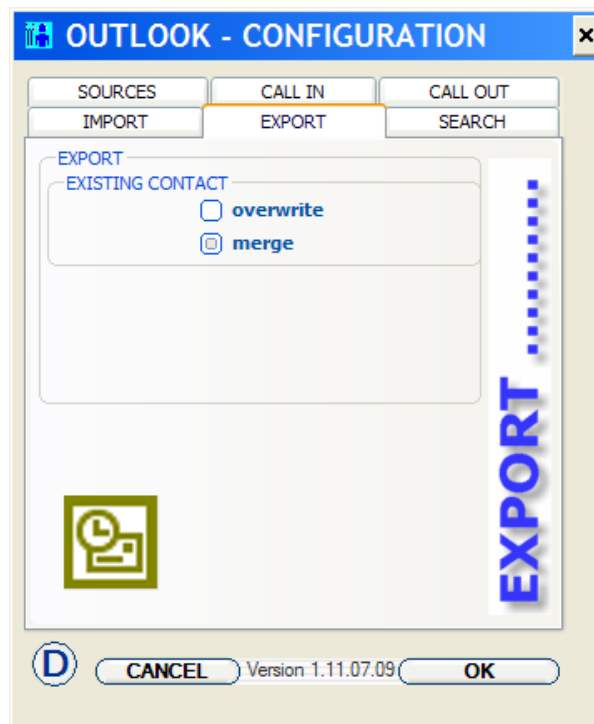 OUTLOOK - CONFIGURATION
SOURCES CALL IN CALL OUT
IMPORT EXPORT SEARCH
EXPORT
EXISTING CONTACT
overwrite
merge
EXPORT ..........
D CANCEL Version 1.11.07.09 OK